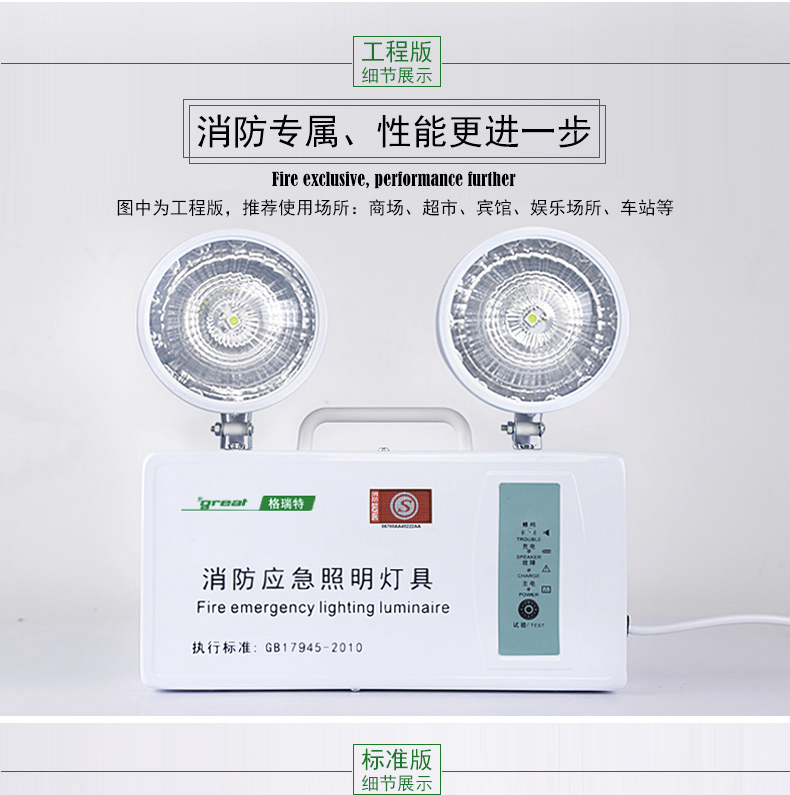 工程版
细节展示
消防专属、性能更进一步
Fire exclusive, performance further
图中为工程版，推荐使用场所：商场、超市、宾馆、娱乐场所、车站等
great 格瑞特
S
消防应急照明灯具
Fire emergency lighting luminaire
执行标准：GB17945-2010
TROUBLE
充电
SPEAKER
故障
CHARGE
主电
POWER
试验/TEST
标准版
细节展示